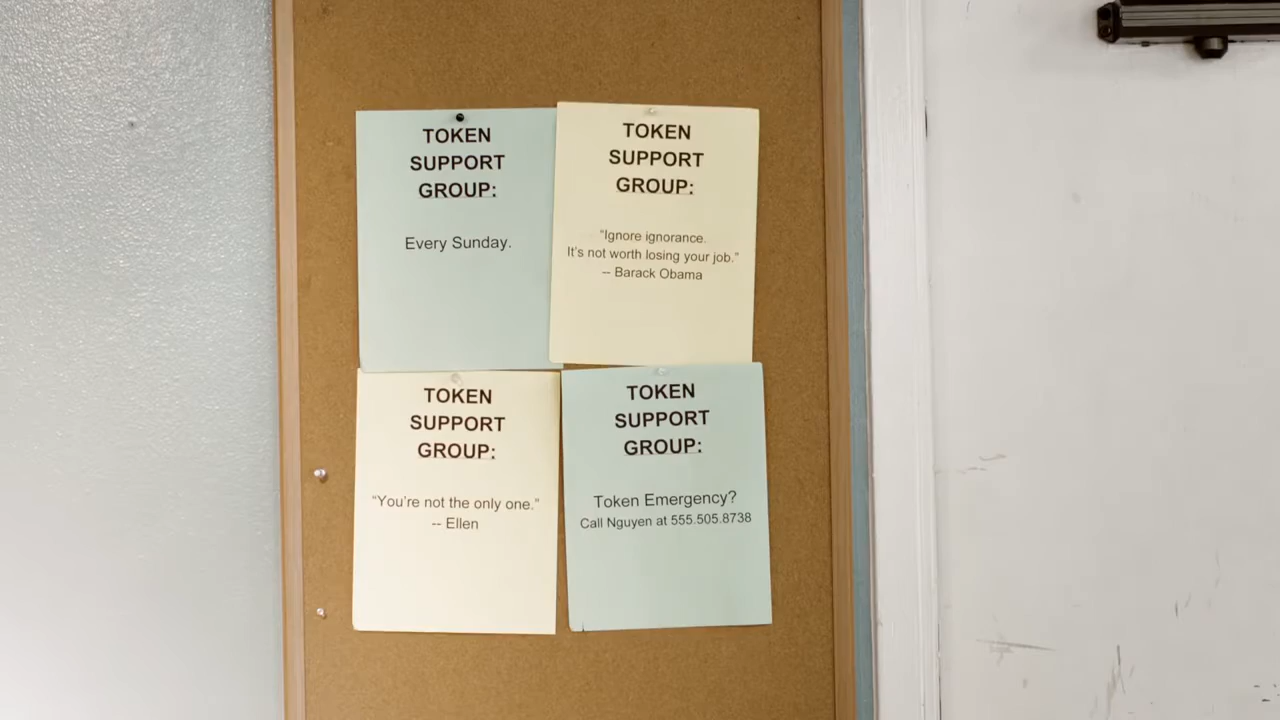 TOKEN
SUPPORT
GROUP:
Every Sunday.
TOKEN
SUPPORT
GROUP:
“Ignore ignorance.
It’s not worth losing your job.”
-- Barack Obama
TOKEN
SUPPORT
GROUP:
“You’re not the only one.”
-- Ellen
TOKEN
SUPPORT
GROUP:
Token Emergency?
Call Nguyen at 555.505.8738